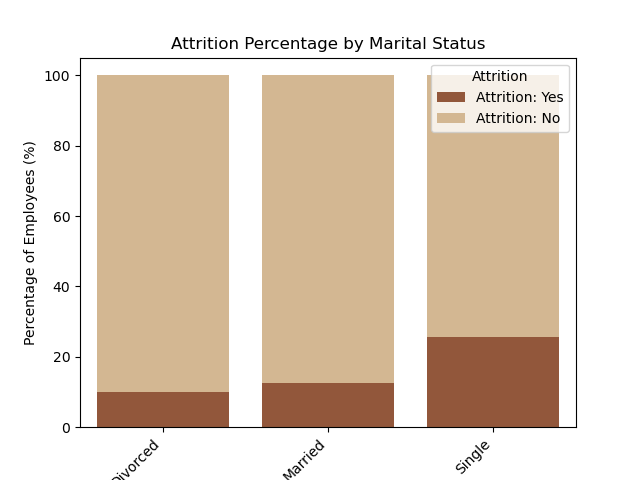 Attrition Percentage by Marital Status
Attrition
Attrition: Yes
Attrition: No
Percentage of Employees (%)
100
80
60
40
20
0
Divorced
Married
Single